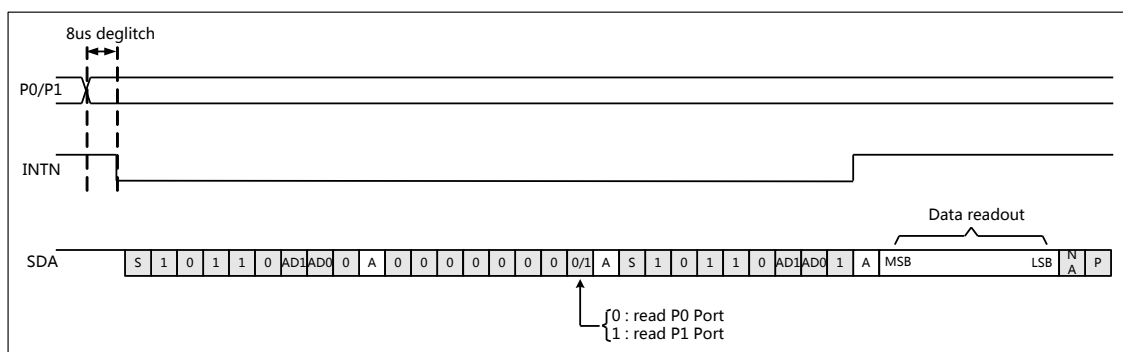 8us deglitch
P0/P1
INTN
Data readout
SDA S 1 0 1 1 0 AD1 AD0 0 A 0 0 0 0 0 0 0 0/1 A S 1 0 1 1 0 AD1 AD0 1 A MSB LSB NA P
0 : read P0 Port
1 : read P1 Port